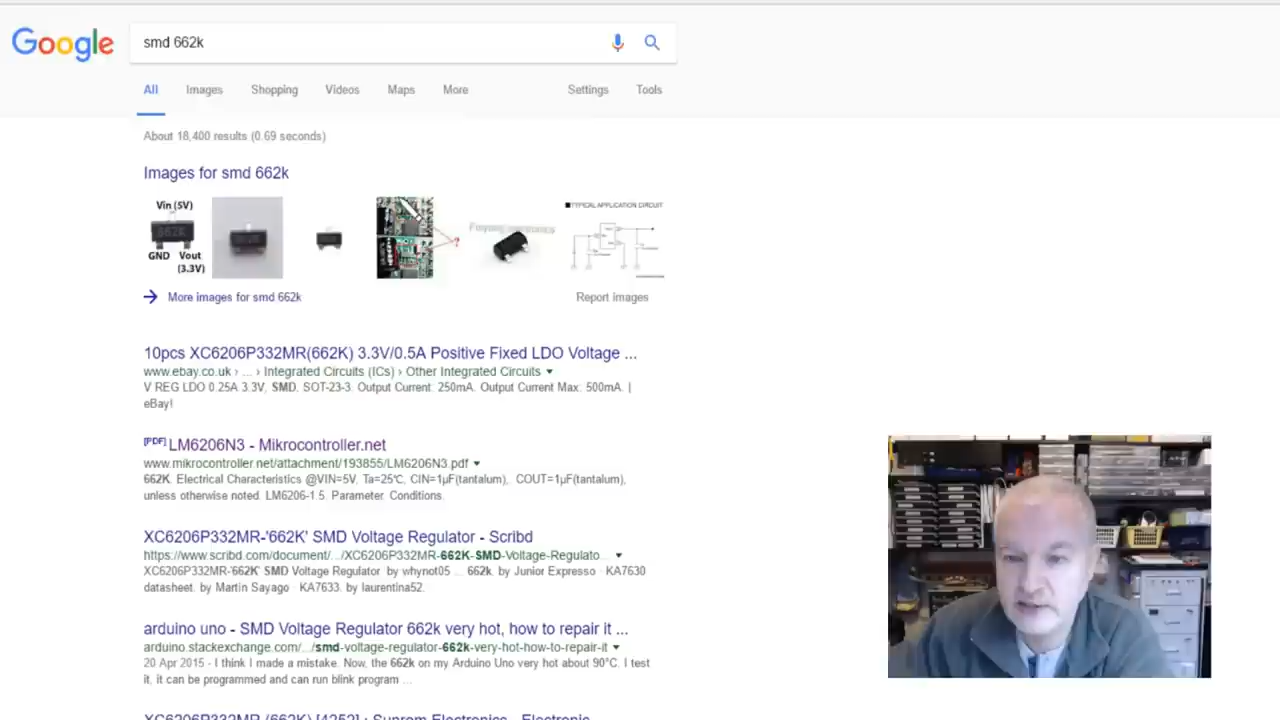 Google
smd 662k
All Images Shopping Videos Maps More Settings Tools
About 18,400 results (0.69 seconds)
Images for smd 662k
Vin (5V)
662K
GND Vout
(3.3V)
?
TYPICAL APPLICATION CIRCUIT
More images for smd 662k
Report images
10pcs XC6206P332MR(662K) 3.3V/0.5A Positive Fixed LDO Voltage ...
www.ebay.co.uk › ... › Integrated Circuits (ICs) › Other Integrated Circuits
V REG LDO 0.25A 3.3V, SMD, SOT-23-3. Output Current: 250mA. Output Current Max: 500mA. |
eBay!
[PDF] LM6206N3 - Mikrocontroller.net
www.mikrocontroller.net/attachment/193855/LM6206N3.pdf
662K. Electrical Characteristics @VIN=5V, Ta=25℃, CIN=1μF(tantalum), COUT=1μF(tantalum),
unless otherwise noted. LM6206-1.5. Parameter. Conditions.
XC6206P332MR-'662K' SMD Voltage Regulator - Scribd
https://www.scribd.com/document/.../XC6206P332MR-662K-SMD-Voltage-Regulato...
XC6206P332MR-'662K' SMD Voltage Regulator · by whynot05 ... 662k. by Junior Expresso · KA7630
datasheet. by Martin Sayago · KA7633. by laurentina52.
arduino uno - SMD Voltage Regulator 662k very hot, how to repair it ...
arduino.stackexchange.com/.../smd-voltage-regulator-662k-very-hot-how-to-repair-it
20 Apr 2015 - I think I made a mistake. Now, the 662k on my Arduino Uno very hot about 90°C. I test
it, it can be programmed and can run blink program ...
XC6206P332MR (662K) [4252] : Sunrom Electronics - Electronic